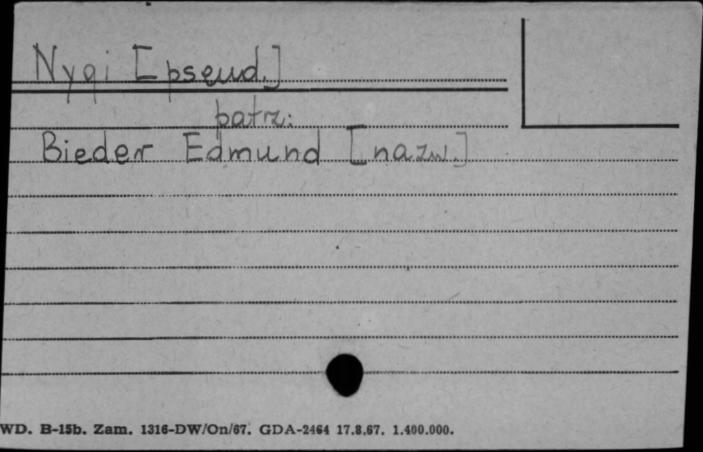 Nyqi [pseud.]
patrz:
Bieder Edmund [nazw.]
WD. B-15b. Zam. 1316-DW/On/67. GDA-2464 17.8.67. 1.400.000.